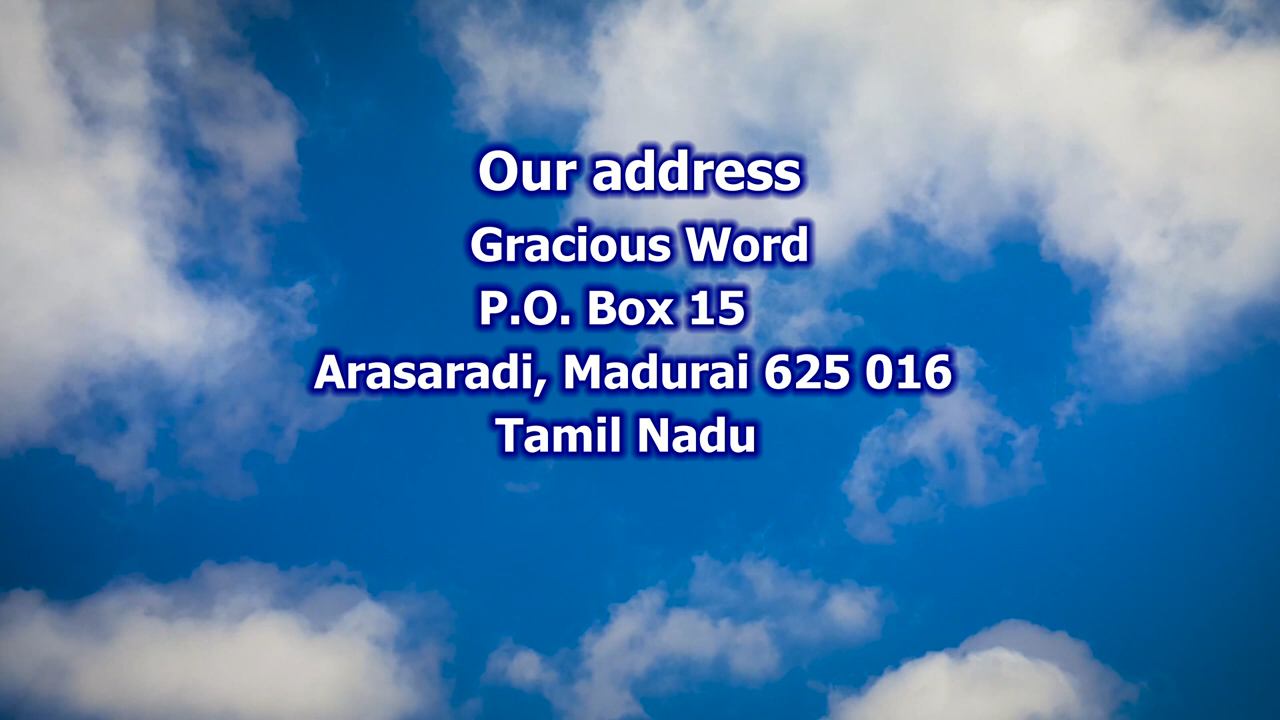 Our address
Gracious Word
P.O. Box 15
Arasaradi, Madurai 625 016
Tamil Nadu